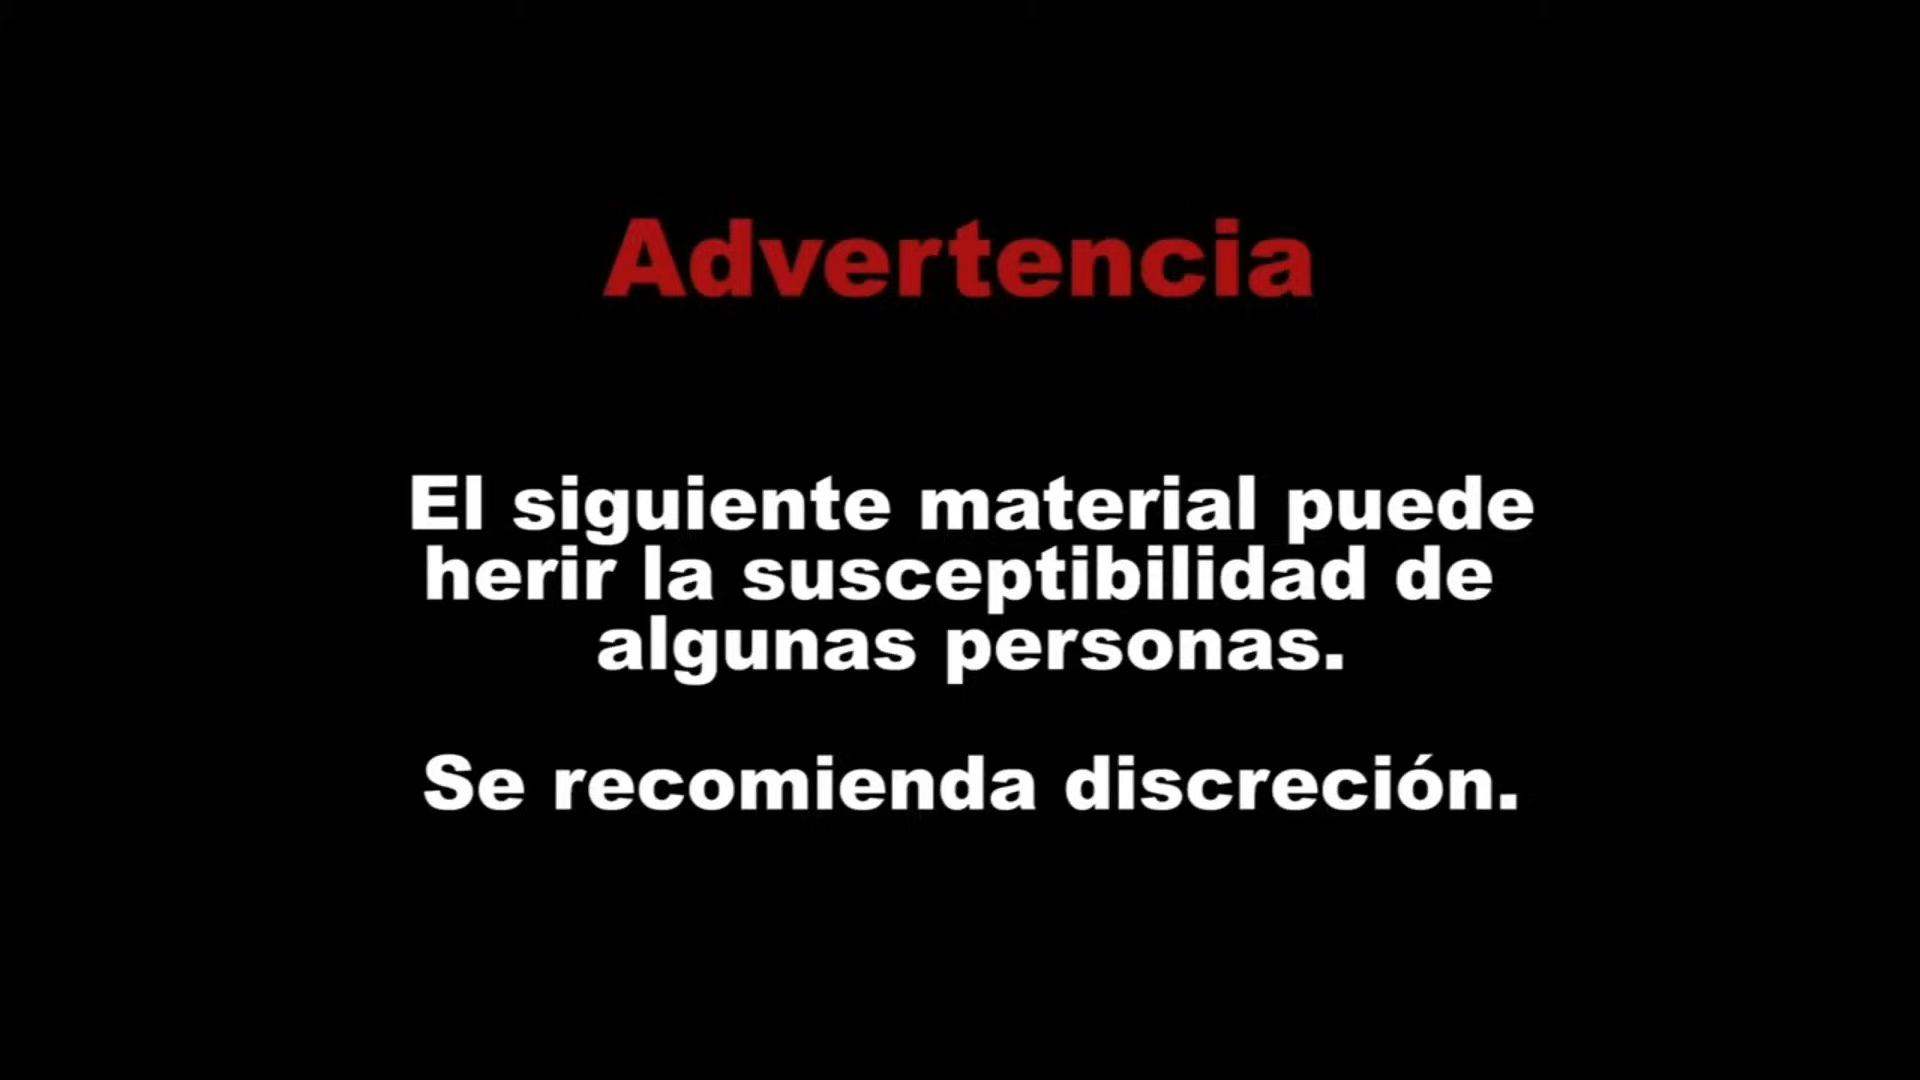 Advertencia
El siguiente material puede
herir la susceptibilidad de
algunas personas.
Se recomienda discreción.